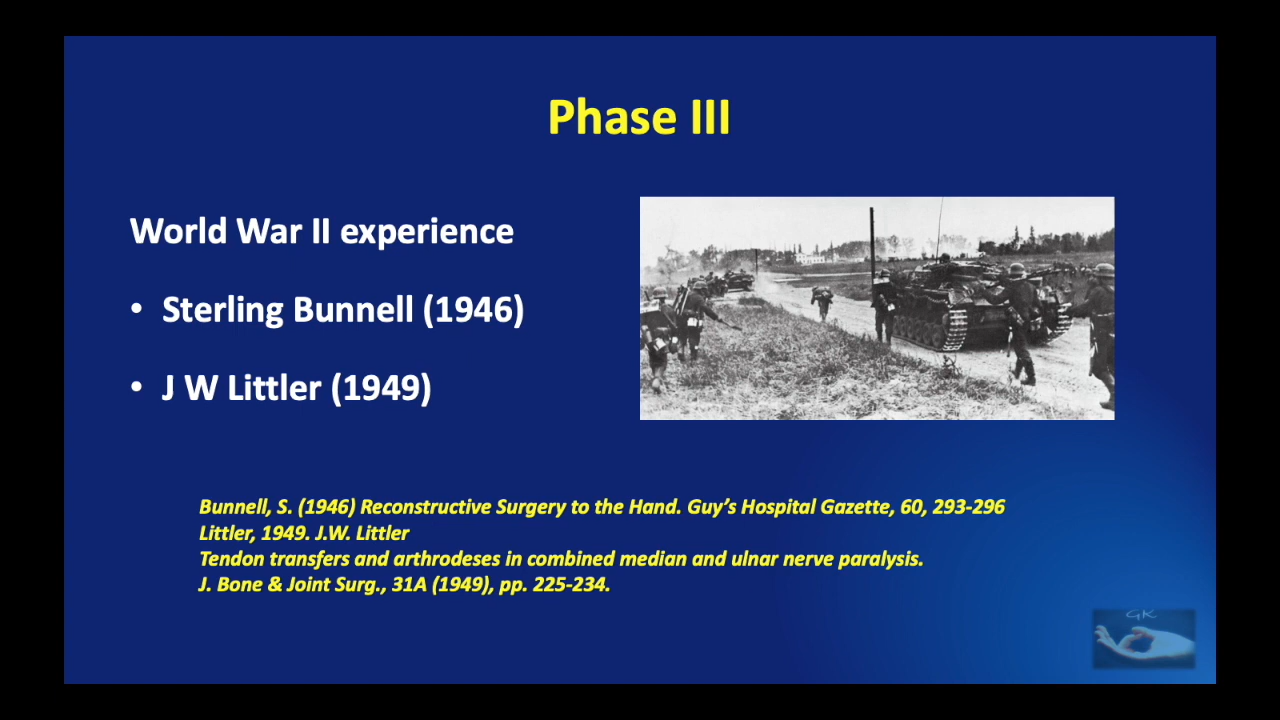 Phase III
World War II experience
• Sterling Bunnell (1946)
• J W Littler (1949)
Bunnell, S. (1946) Reconstructive Surgery to the Hand. Guy’s Hospital Gazette, 60, 293-296
Littler, 1949. J.W. Littler
Tendon transfers and arthrodeses in combined median and ulnar nerve paralysis.
J. Bone & Joint Surg., 31A (1949), pp. 225-234.
GK